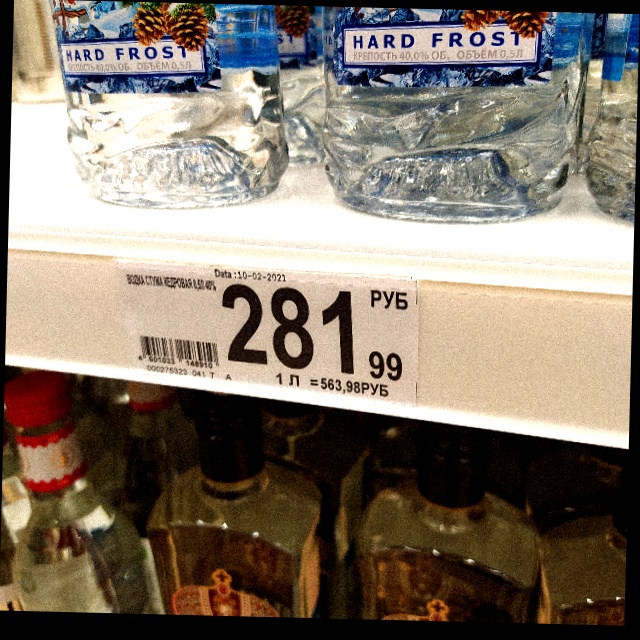 HARD FROST
КРЕПОСТЬ 40,0% ОБ. ОБЪЁМ 0,5Л
HARD FROST
КРЕПОСТЬ 40,0% ОБ. ОБЪЁМ 0,5Л
Data :10-02-2021
ВОДКА СТУЖА КЕДРОВАЯ 0,5Л 40%
281 99 РУБ
1 Л =563,98РУБ